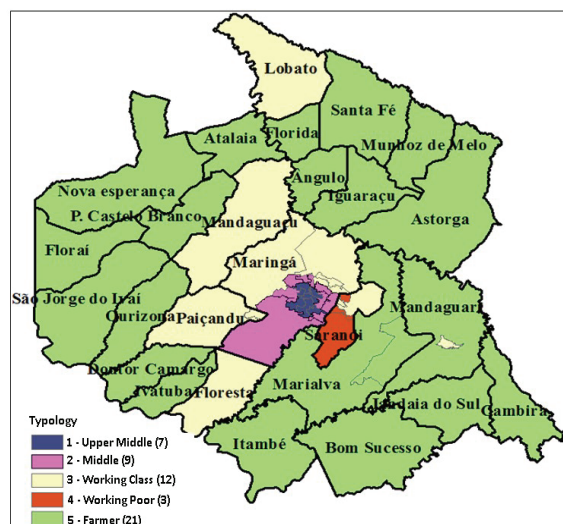 Lobato
Santa Fé
Florida
Atalaia
Munhoz de Melo
Angulo
Iguaraçu
Nova esperança
P. Castelo Branco
Mandaguaçu
Astorga
Floraí
Maringá
São Jorge do Ivaí
Ourizona
Paiçandu
Mandaguari
Sarandi
Doutor Camargo
Ivatuba
Floresta
Marialva
Jandaia do Sul
Cambira
Itambé
Bom Sucesso
Typology
1 - Upper Middle (7)
2 - Middle (9)
3 - Working Class (12)
4 - Working Poor (3)
5 - Farmer (21)